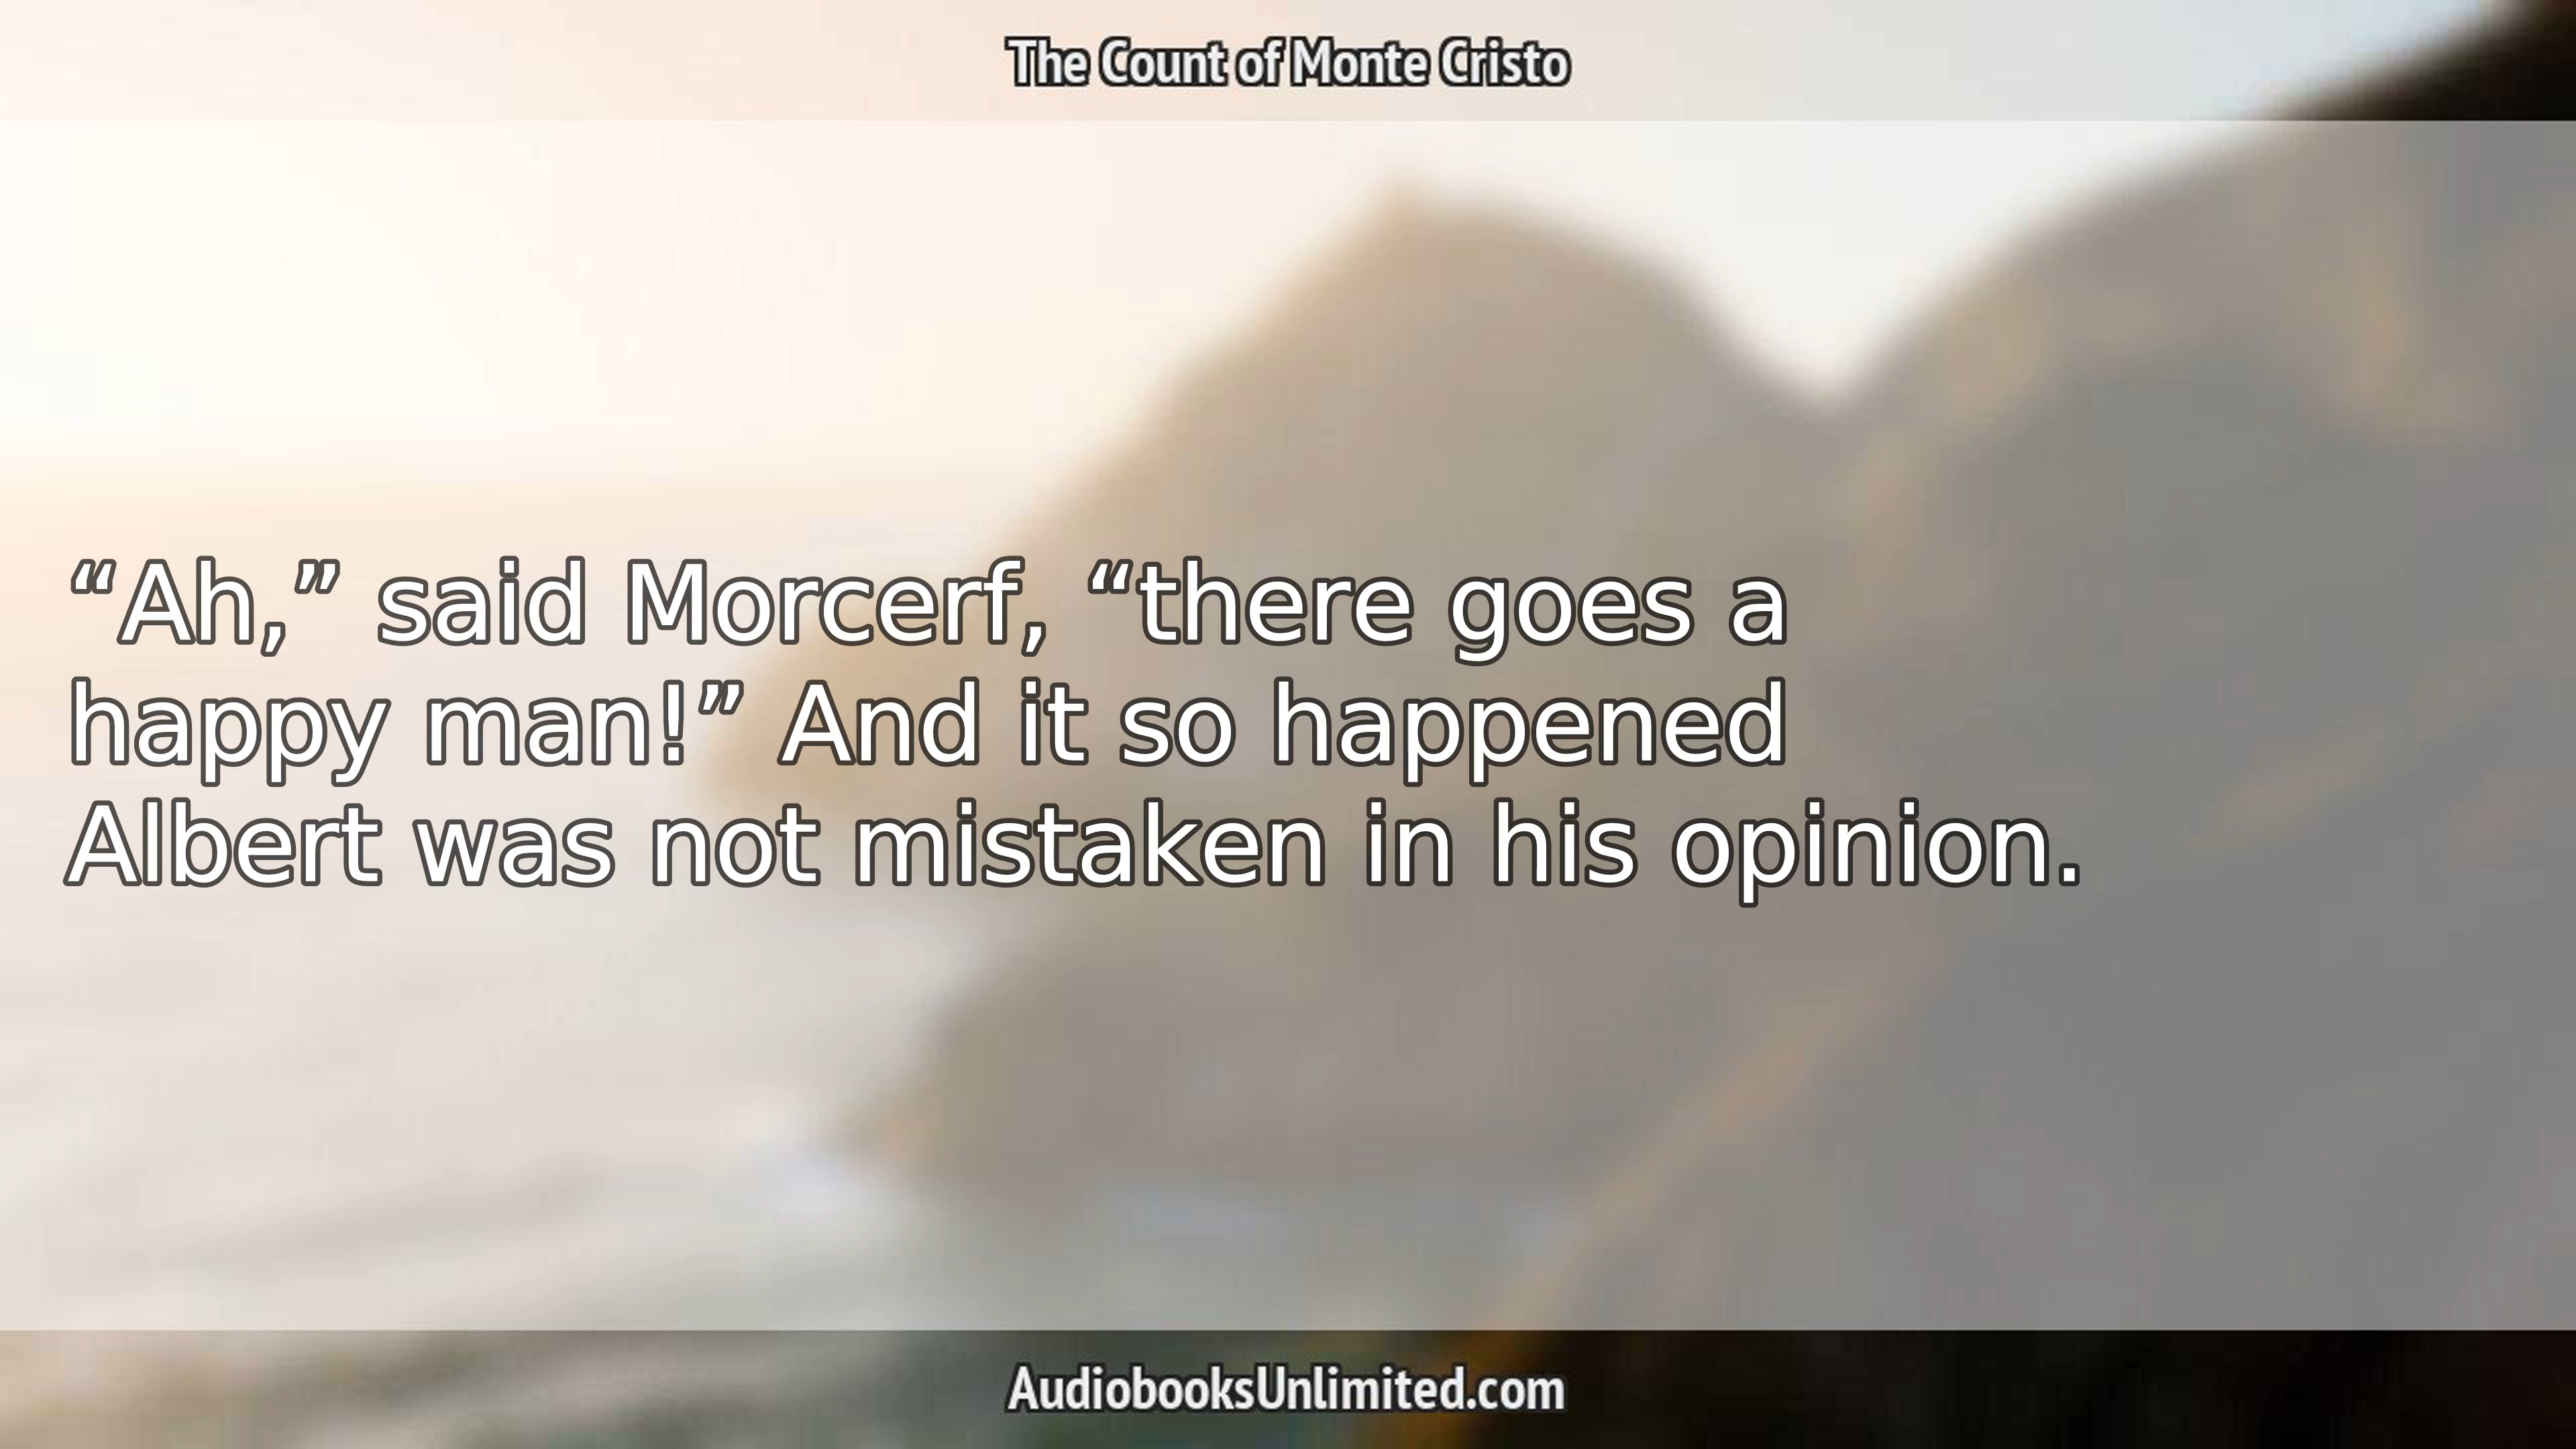 The Count of Monte Cristo
“Ah,” said Morcerf, “there goes a
happy man!” And it so happened
Albert was not mistaken in his opinion.
AudiobooksUnlimited.com